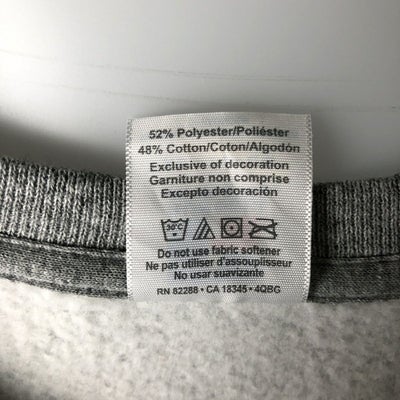 52% Polyester/Poliéster
48% Cotton/Coton/Algodón
Exclusive of decoration
Garniture non comprise
Excepto decoración
30°C
Do not use fabric softener
Ne pas utiliser d'assouplisseur
No usar suavizante
RN 82288 • CA 18345 • 4QBG